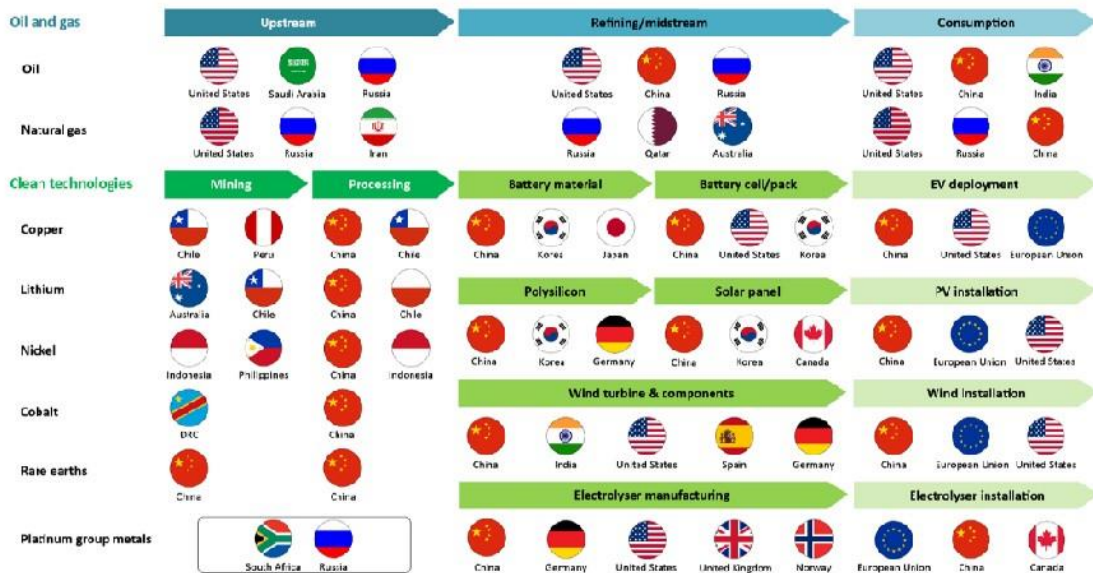 Oil and gas Upstream Refining/midstream Consumption
Oil
United States Saudi Arabia Russia United States China Russia United States China India
Natural gas
United States Russia Iran Russia Qatar Australia United States Russia China
Clean technologies Mining Processing Battery material Battery cell/pack EV deployment
Copper
Chile Peru China Chile China Korea Japan China United States Korea China United States European Union
Lithium
Australia Chile China Chile
Polysilicon Solar panel PV installation
Nickel
Indonesia Philippines China Indonesia
China Korea Germany China Korea Canada China European Union United States
Wind turbine & components Wind installation
Cobalt
DRC China
China India United States Spain Germany China European Union United States
Rare earths
China China
Electrolyser manufacturing Electrolyser installation
Platinum group metals
South Africa Russia
China Germany United States United Kingdom Norway European Union China Canada